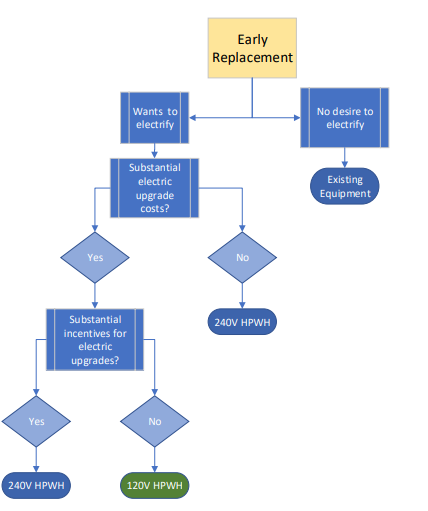 Early
Replacement
Wants to
electrify
No desire to
electrify
Substantial
electric
upgrade
costs?
Existing
Equipment
Yes
No
Substantial
incentives for
electric
upgrades?
240V HPWH
Yes
No
240V HPWH
120V HPWH